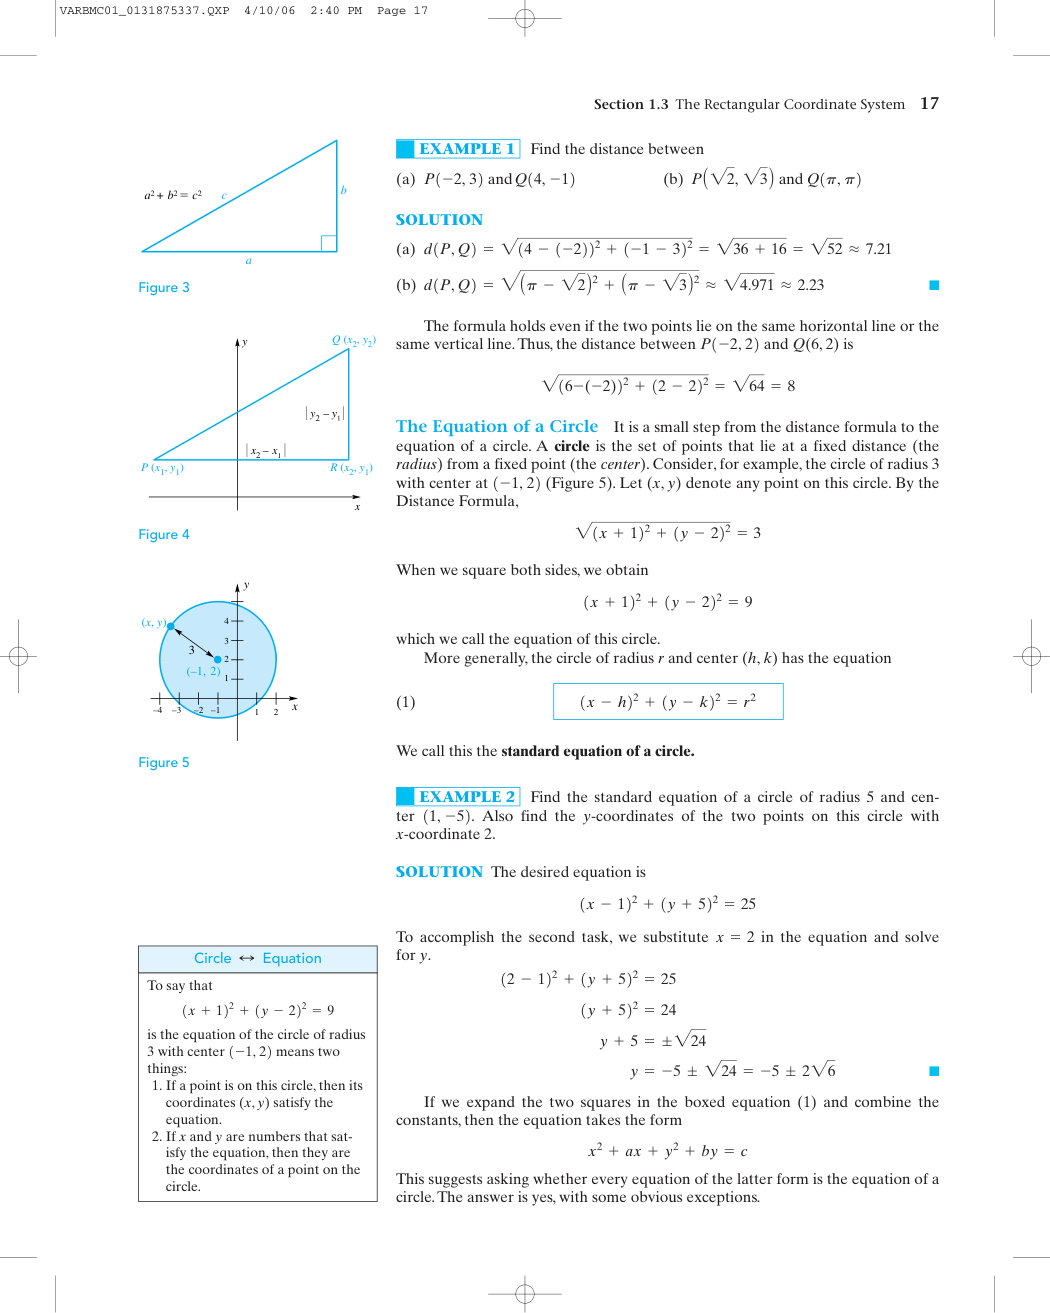 VARBMC01_0131875337.QXP 4/10/06 2:40 PM Page 17
Section 1.3 The Rectangular Coordinate System 17
a² + b² = c²
c
b
a
Figure 3
y
Q (x₂, y₂)
|y₂ – y₁|
|x₂ – x₁|
P (x₁, y₁)
R (x₂, y₁)
x
Figure 4
y
(x, y)
4
3
3
2
(–1, 2)
1
–4 –3 –2 –1 1 2 x
Figure 5
Circle ↔ Equation
To say that
(x + 1)² + (y − 2)² = 9
is the equation of the circle of radius
3 with center (−1, 2) means two
things:
1. If a point is on this circle, then its
coordinates (x, y) satisfy the
equation.
2. If x and y are numbers that sat-
isfy the equation, then they are
the coordinates of a point on the
circle.
EXAMPLE 1 Find the distance between
(a) P(−2, 3) and Q(4, −1) (b) P(√2, √3) and Q(π, π)
SOLUTION
(a) d(P, Q) = √((4 − (−2))² + (−1 − 3)²) = √(36 + 16) = √52 ≈ 7.21
(b) d(P, Q) = √((π − √2)² + (π − √3)²) ≈ √4.971 ≈ 2.23
The formula holds even if the two points lie on the same horizontal line or the
same vertical line. Thus, the distance between P(−2, 2) and Q(6, 2) is
√((6−(−2))² + (2 − 2)²) = √64 = 8
The Equation of a Circle It is a small step from the distance formula to the
equation of a circle. A circle is the set of points that lie at a fixed distance (the
radius) from a fixed point (the center). Consider, for example, the circle of radius 3
with center at (−1, 2) (Figure 5). Let (x, y) denote any point on this circle. By the
Distance Formula,
√((x + 1)² + (y − 2)²) = 3
When we square both sides, we obtain
(x + 1)² + (y − 2)² = 9
which we call the equation of this circle.
More generally, the circle of radius r and center (h, k) has the equation
(1) (x − h)² + (y − k)² = r²
We call this the standard equation of a circle.
EXAMPLE 2 Find the standard equation of a circle of radius 5 and cen-
ter (1, −5). Also find the y-coordinates of the two points on this circle with
x-coordinate 2.
SOLUTION The desired equation is
(x − 1)² + (y + 5)² = 25
To accomplish the second task, we substitute x = 2 in the equation and solve
for y.
(2 − 1)² + (y + 5)² = 25
(y + 5)² = 24
y + 5 = ±√24
y = −5 ± √24 = −5 ± 2√6
If we expand the two squares in the boxed equation (1) and combine the
constants, then the equation takes the form
x² + ax + y² + by = c
This suggests asking whether every equation of the latter form is the equation of a
circle. The answer is yes, with some obvious exceptions.